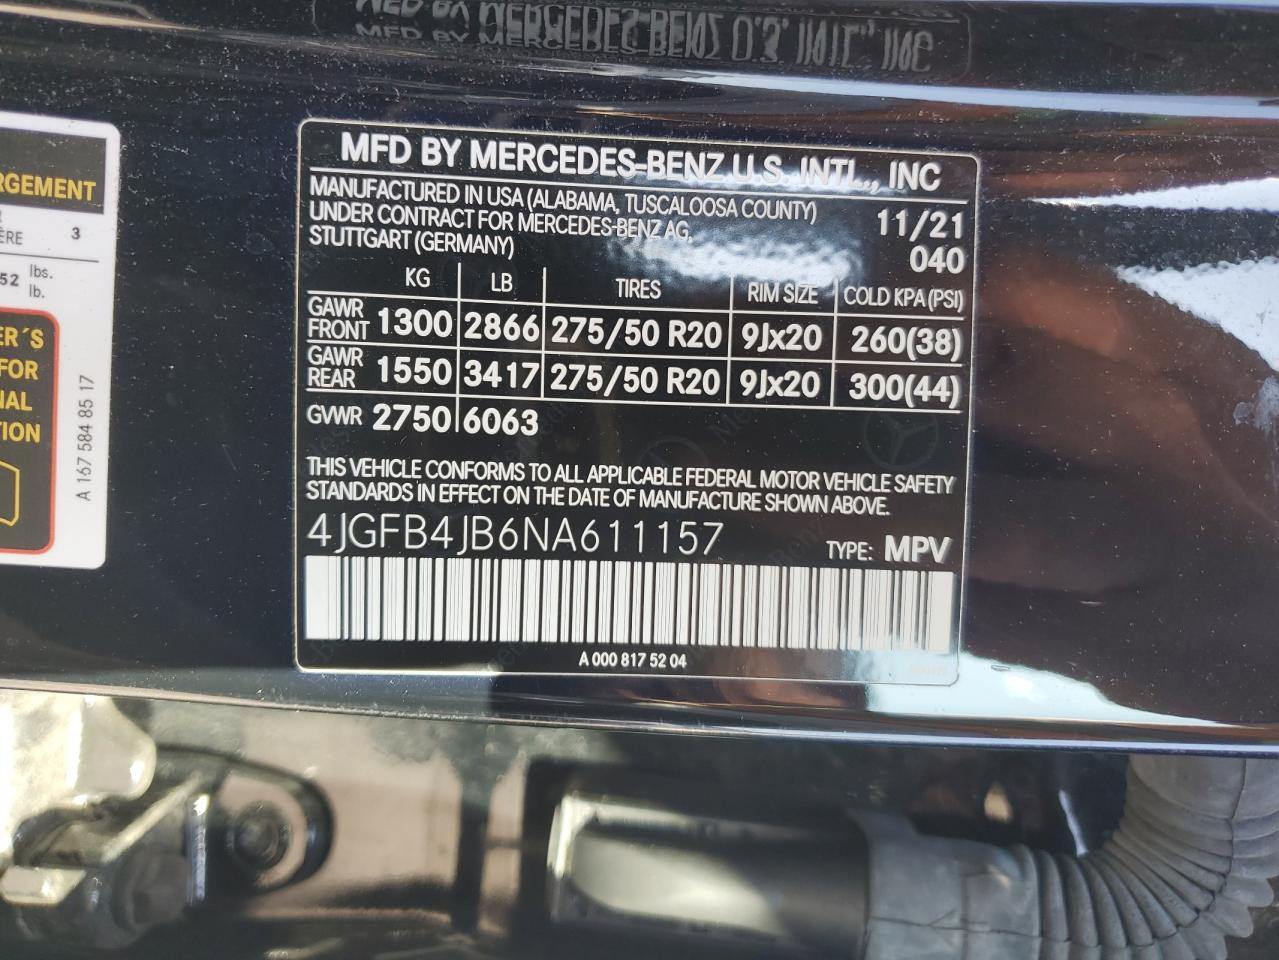 MFD BY MERCEDES-BENZ U.S. INTL., INC
MANUFACTURED IN USA (ALABAMA, TUSCALOOSA COUNTY)
UNDER CONTRACT FOR MERCEDES-BENZ AG,
STUTTGART (GERMANY)
11/21
040
KG LB TIRES RIM SIZE COLD KPA (PSI)
GAWR FRONT 1300 2866 275/50 R20 9Jx20 260(38)
GAWR REAR 1550 3417 275/50 R20 9Jx20 300(44)
GVWR 2750 6063
THIS VEHICLE CONFORMS TO ALL APPLICABLE FEDERAL MOTOR VEHICLE SAFETY
STANDARDS IN EFFECT ON THE DATE OF MANUFACTURE SHOWN ABOVE.
4JGFB4JB6NA611157 TYPE: MPV
A 000 817 52 04
RGEMENT
ÈRE 3
52 lbs.
lb.
ER´S
FOR
NAL
TION
A 167 584 85 17